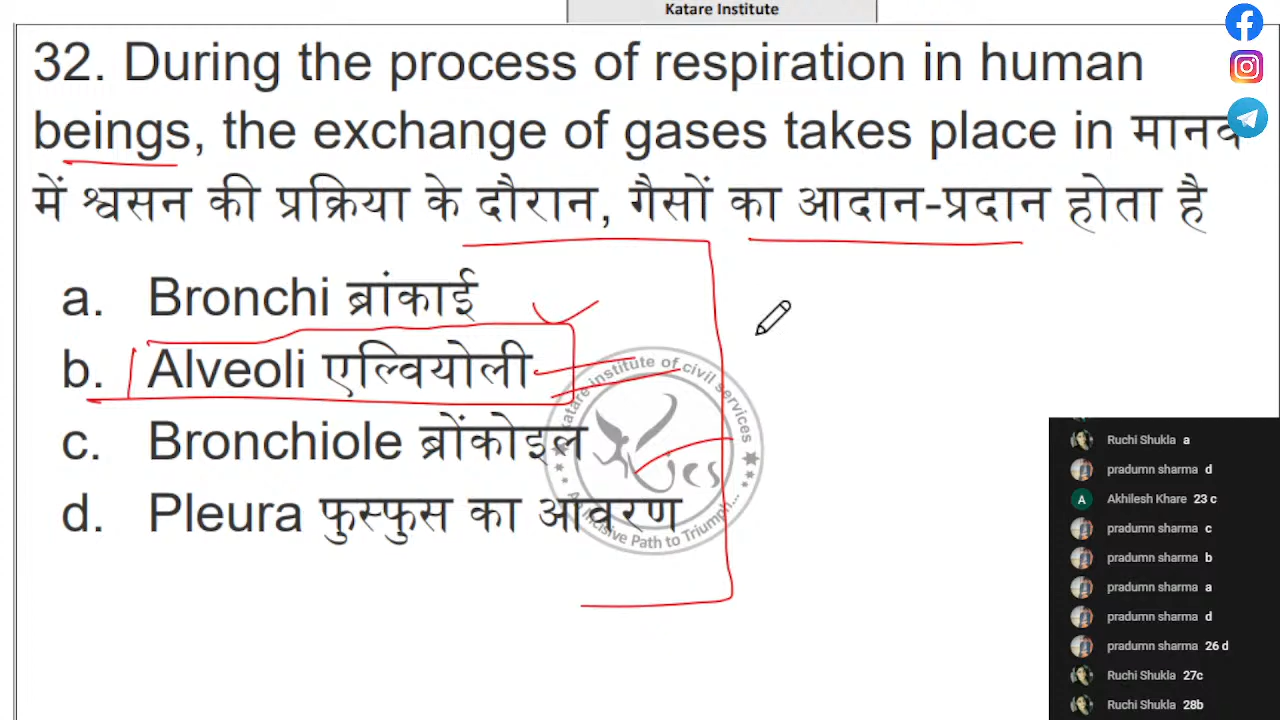 Katare Institute
32. During the process of respiration in human
beings, the exchange of gases takes place in मानव
में श्वसन की प्रक्रिया के दौरान, गैसों का आदान-प्रदान होता है
a. Bronchi ब्रांकाई
b. Alveoli एल्वियोली
c. Bronchiole ब्रोंकोइल
d. Pleura फुस्फुस का आवरण
Katare institute of civil services
kics
An Incisive Path to Triumph...
Ruchi Shukla a
pradumn sharma d
A Akhilesh Khare 23 c
pradumn sharma c
pradumn sharma b
pradumn sharma a
pradumn sharma d
pradumn sharma 26 d
Ruchi Shukla 27c
Ruchi Shukla 28b